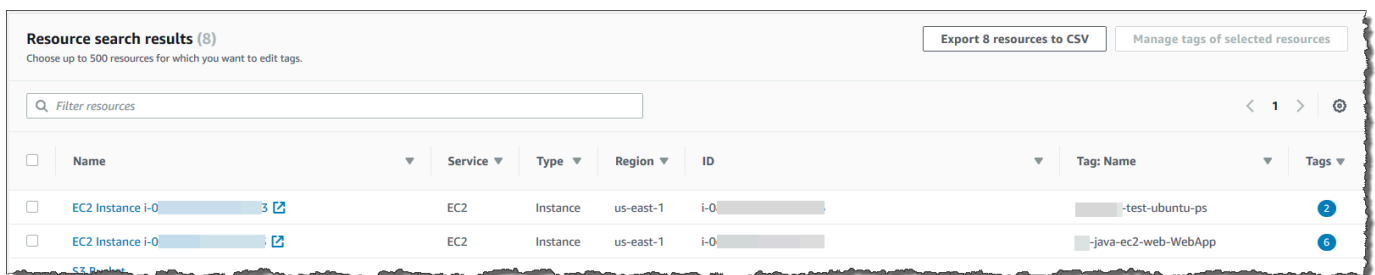 Resource search results (8)
Export 8 resources to CSV
Manage tags of selected resources
Choose up to 500 resources for which you want to edit tags.
Filter resources
1
Name Service Type Region ID Tag: Name Tags
EC2 Instance i-0 3 EC2 Instance us-east-1 i-0 -test-ubuntu-ps 2
EC2 Instance i-0 EC2 Instance us-east-1 i-0 -java-ec2-web-WebApp 6
S3 Bucket